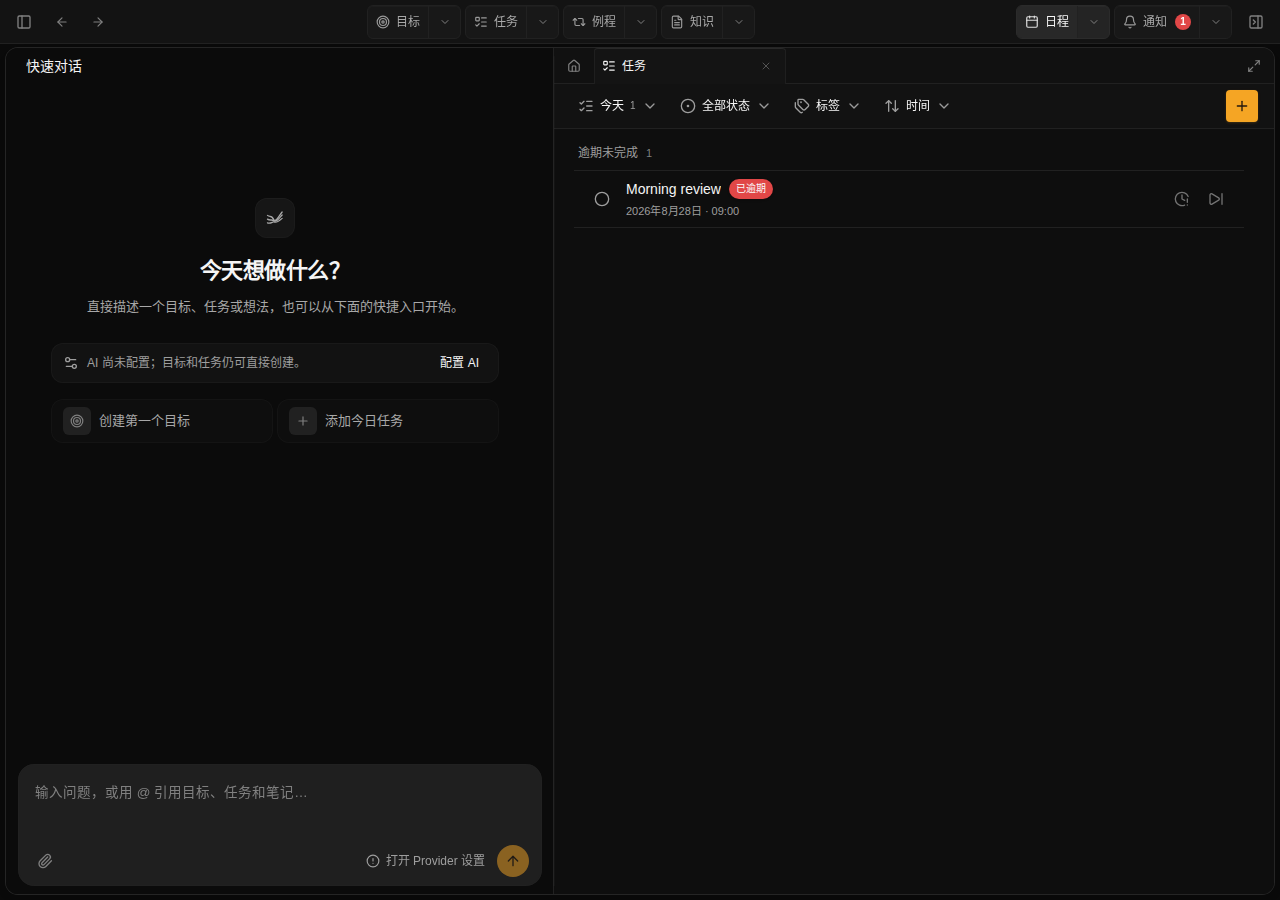 目标
任务
例程
知识
日程
通知 1
快速对话
任务
今天 1
全部状态
标签
时间
逾期未完成 1
Morning review 已逾期
2026年8月28日 · 09:00
今天想做什么？
直接描述一个目标、任务或想法，也可以从下面的快捷入口开始。
AI 尚未配置；目标和任务仍可直接创建。
配置 AI
创建第一个目标
添加今日任务
输入问题，或用 @ 引用目标、任务和笔记…
打开 Provider 设置